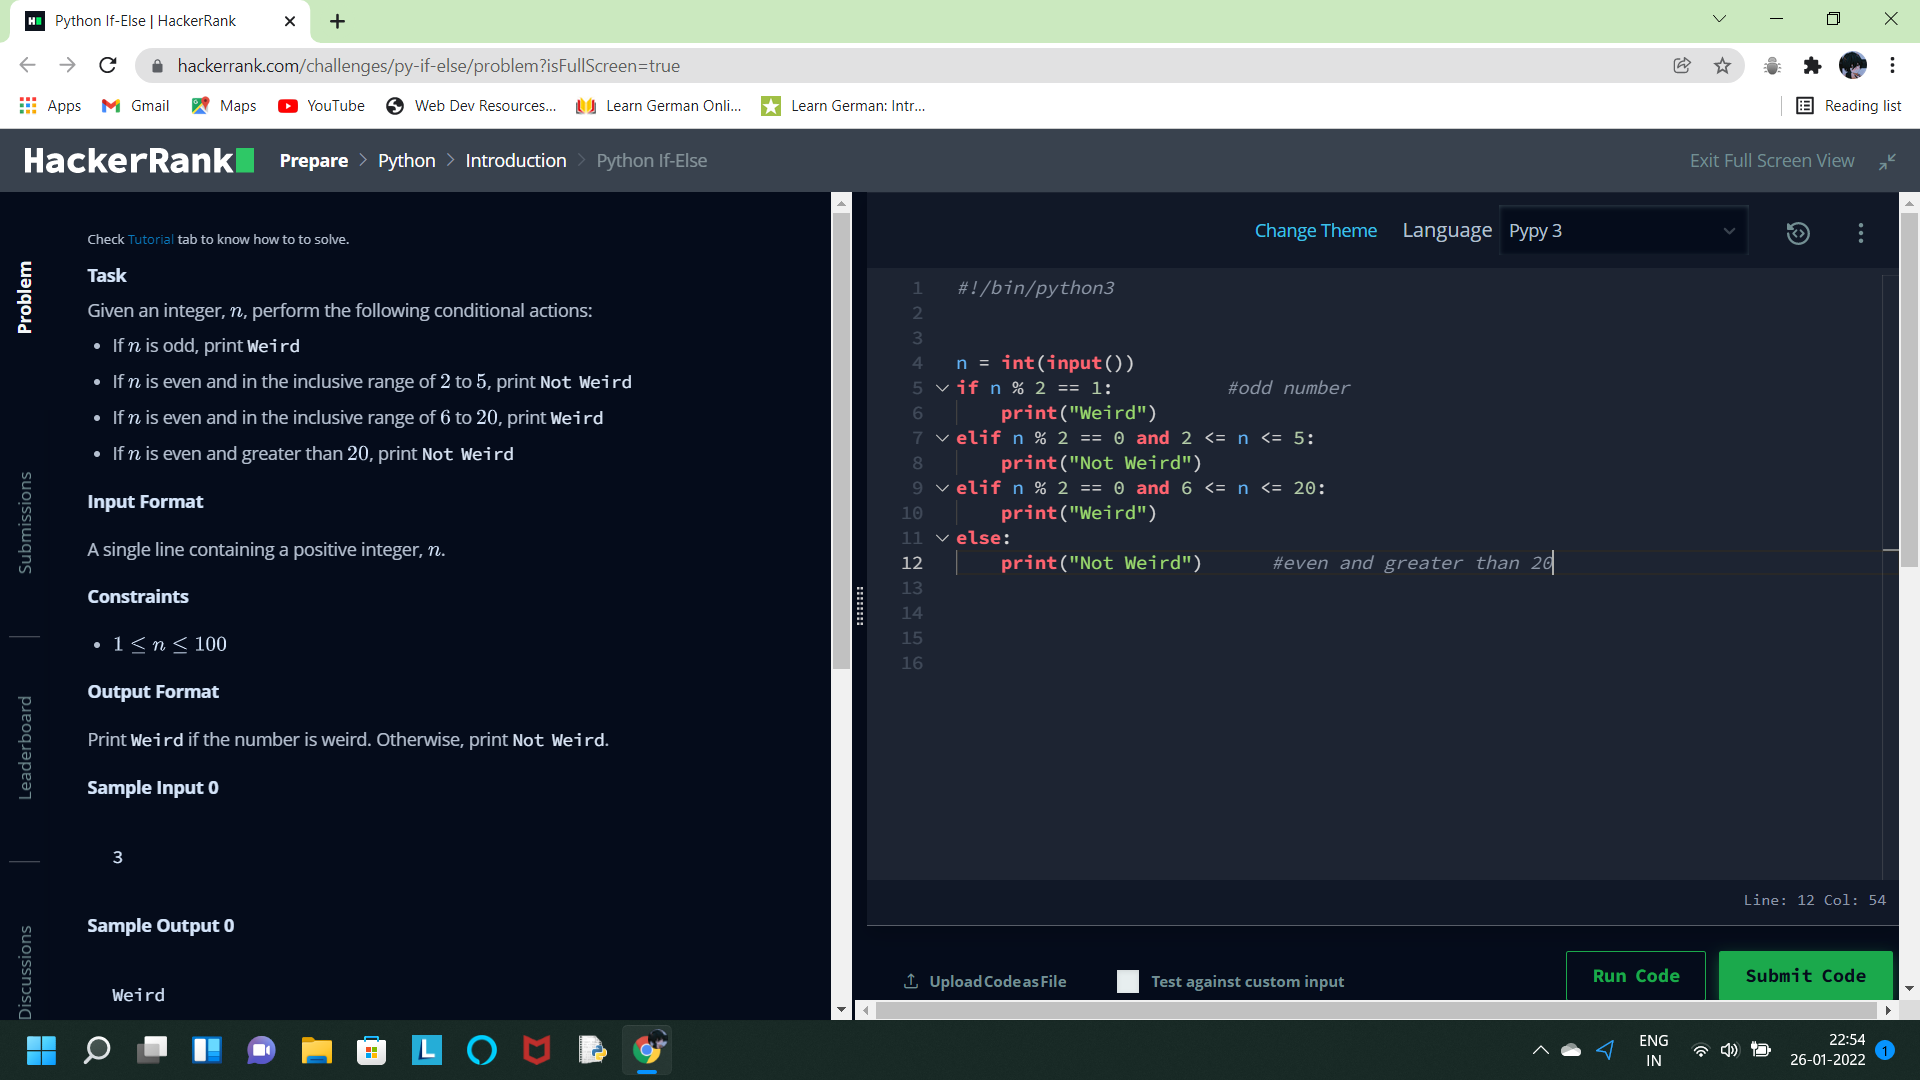 Python If-Else | HackerRank
hackerrank.com/challenges/py-if-else/problem?isFullScreen=true
Apps Gmail Maps YouTube Web Dev Resources... Learn German Onli... Learn German: Intr... Reading list
HackerRank Prepare > Python > Introduction > Python If-Else Exit Full Screen View
Problem
Submissions
Leaderboard
Discussions
Check Tutorial tab to know how to to solve.
Task
Given an integer, n, perform the following conditional actions:
• If n is odd, print Weird
• If n is even and in the inclusive range of 2 to 5, print Not Weird
• If n is even and in the inclusive range of 6 to 20, print Weird
• If n is even and greater than 20, print Not Weird
Input Format
A single line containing a positive integer, n.
Constraints
• 1 ≤ n ≤ 100
Output Format
Print Weird if the number is weird. Otherwise, print Not Weird.
Sample Input 0
3
Sample Output 0
Weird
Change Theme Language Pypy 3
1 #!/bin/python3
2
3
4 n = int(input())
5 if n % 2 == 1: #odd number
6 print("Weird")
7 elif n % 2 == 0 and 2 <= n <= 5:
8 print("Not Weird")
9 elif n % 2 == 0 and 6 <= n <= 20:
10 print("Weird")
11 else:
12 print("Not Weird") #even and greater than 20
13
14
15
16
Line: 12 Col: 54
Upload Code as File Test against custom input Run Code Submit Code
ENG
IN
22:54
26-01-2022
1